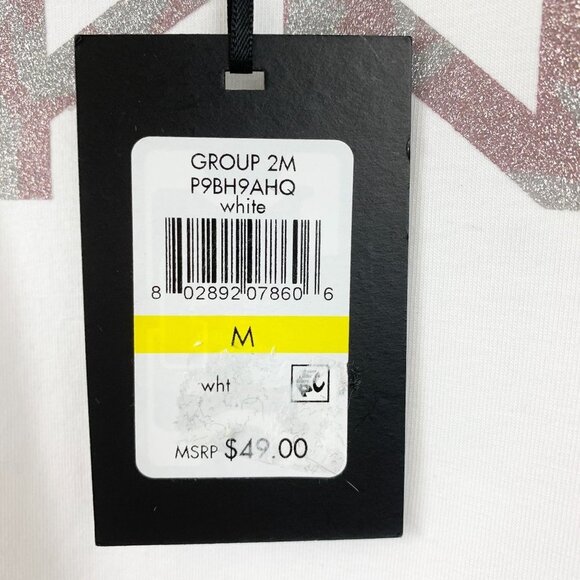 GROUP 2M
P9BH9AHQ
white
8 02892 07860 6
M
wht
MSRP $49.00